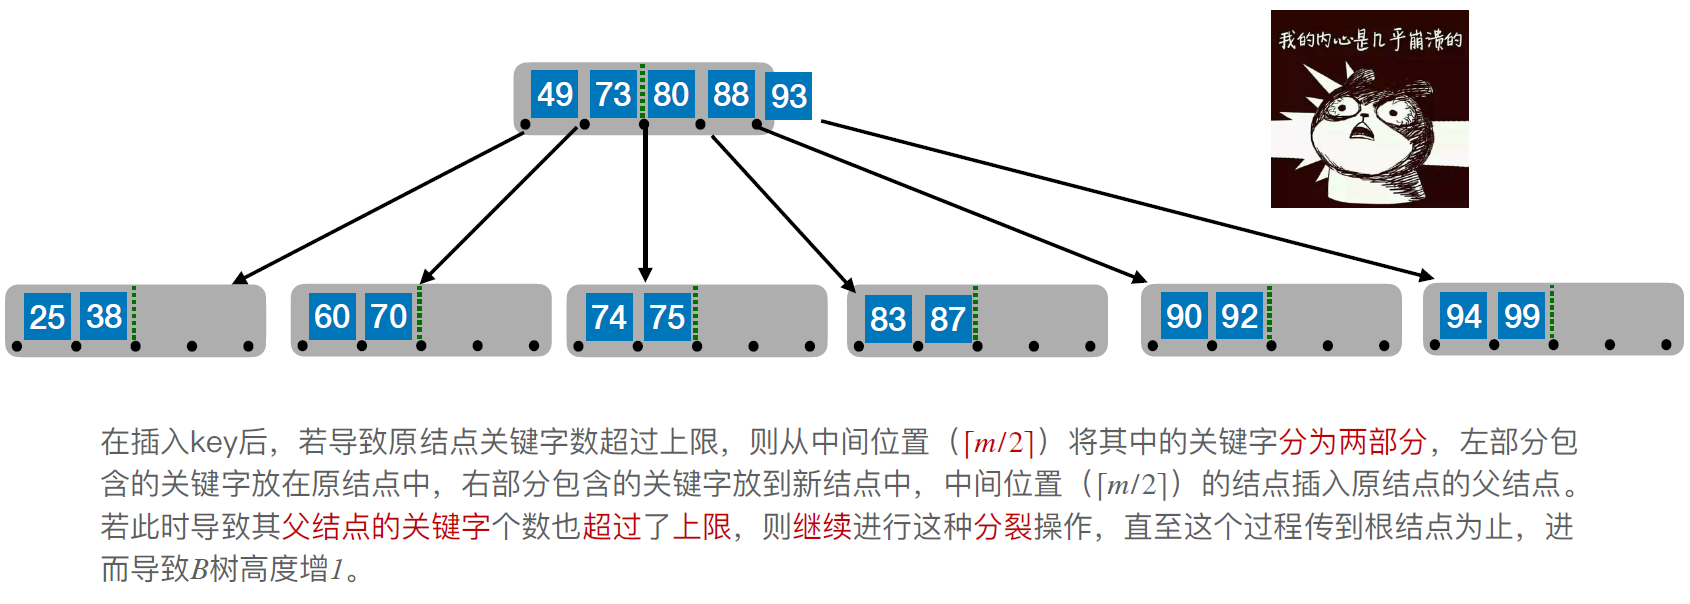 我的内心是几乎崩溃的
49 73 80 88 93
25 38 60 70 74 75 83 87 90 92 94 99
在插入key后，若导致原结点关键字数超过上限，则从中间位置（⌈m/2⌉）将其中的关键字分为两部分，左部分包
含的关键字放在原结点中，右部分包含的关键字放到新结点中，中间位置（⌈m/2⌉）的结点插入原结点的父结点。
若此时导致其父结点的关键字个数也超过了上限，则继续进行这种分裂操作，直至这个过程传到根结点为止，进
而导致B树高度增1。